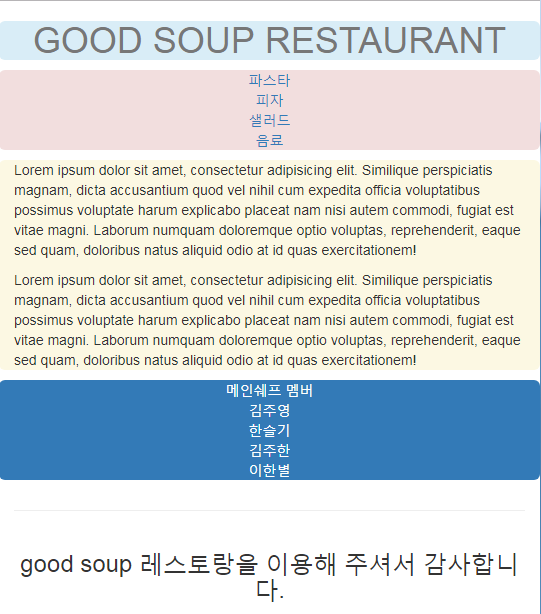 GOOD SOUP RESTAURANT
파스타
피자
샐러드
음료
Lorem ipsum dolor sit amet, consectetur adipisicing elit. Similique perspiciatis
magnam, dicta accusantium quod vel nihil cum expedita officia voluptatibus
possimus voluptate harum explicabo placeat nam nisi autem commodi, fugiat est
vitae magni. Laborum numquam doloremque optio voluptas, reprehenderit, eaque
sed quam, doloribus natus aliquid odio at id quas exercitationem!
Lorem ipsum dolor sit amet, consectetur adipisicing elit. Similique perspiciatis
magnam, dicta accusantium quod vel nihil cum expedita officia voluptatibus
possimus voluptate harum explicabo placeat nam nisi autem commodi, fugiat est
vitae magni. Laborum numquam doloremque optio voluptas, reprehenderit, eaque
sed quam, doloribus natus aliquid odio at id quas exercitationem!
메인쉐프 멤버
김주영
한슬기
김주한
이한별
good soup 레스토랑을 이용해 주셔서 감사합니
다.